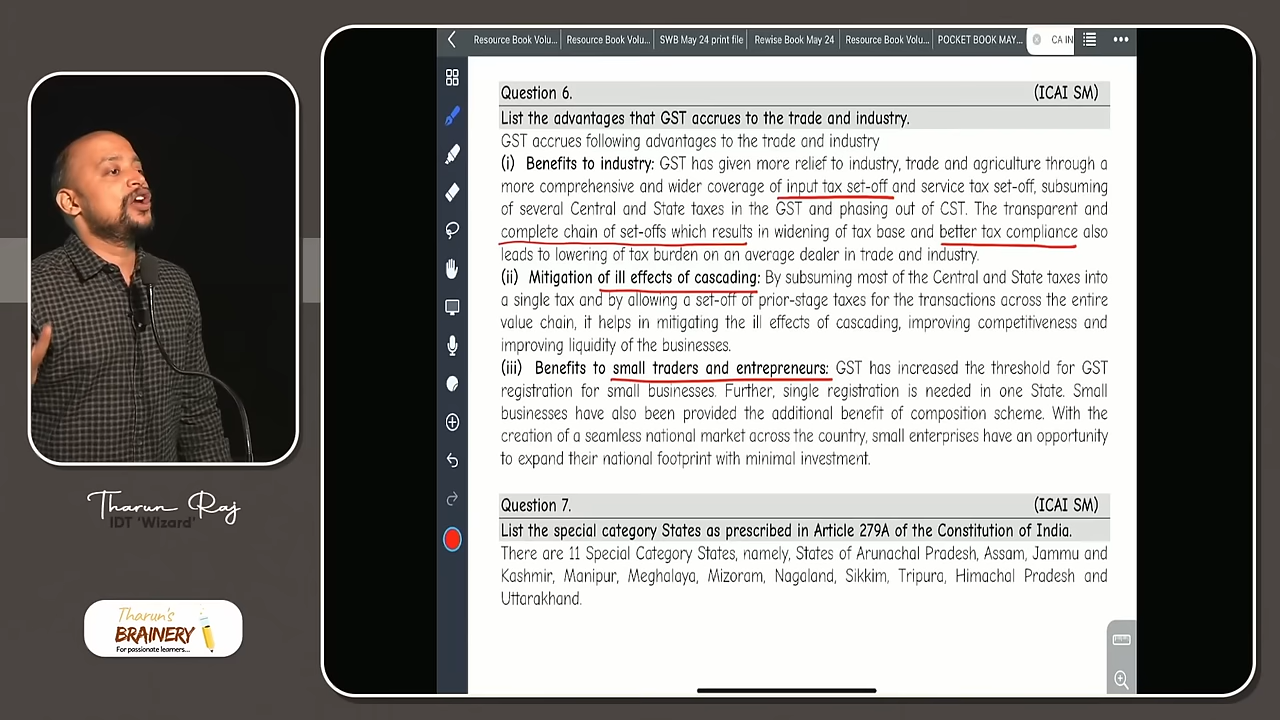 Resource Book Volu...
Resource Book Volu...
SWB May 24 print file
Rewise Book May 24
Resource Book Volu...
POCKET BOOK MAY...
CA IN
Question 6. (ICAI SM)
List the advantages that GST accrues to the trade and industry.
GST accrues following advantages to the trade and industry
(i) Benefits to industry: GST has given more relief to industry, trade and agriculture through a
more comprehensive and wider coverage of input tax set-off and service tax set-off, subsuming
of several Central and State taxes in the GST and phasing out of CST. The transparent and
complete chain of set-offs which results in widening of tax base and better tax compliance also
leads to lowering of tax burden on an average dealer in trade and industry.
(ii) Mitigation of ill effects of cascading: By subsuming most of the Central and State taxes into
a single tax and by allowing a set-off of prior-stage taxes for the transactions across the entire
value chain, it helps in mitigating the ill effects of cascading, improving competitiveness and
improving liquidity of the businesses.
(iii) Benefits to small traders and entrepreneurs: GST has increased the threshold for GST
registration for small businesses. Further, single registration is needed in one State. Small
businesses have also been provided the additional benefit of composition scheme. With the
creation of a seamless national market across the country, small enterprises have an opportunity
to expand their national footprint with minimal investment.
Question 7. (ICAI SM)
List the special category States as prescribed in Article 279A of the Constitution of India.
There are 11 Special Category States, namely, States of Arunachal Pradesh, Assam, Jammu and
Kashmir, Manipur, Meghalaya, Mizoram, Nagaland, Sikkim, Tripura, Himachal Pradesh and
Uttarakhand.
Tharun Raj
IDT 'Wizard'
Tharun's
BRAINERY
For passionate learners...